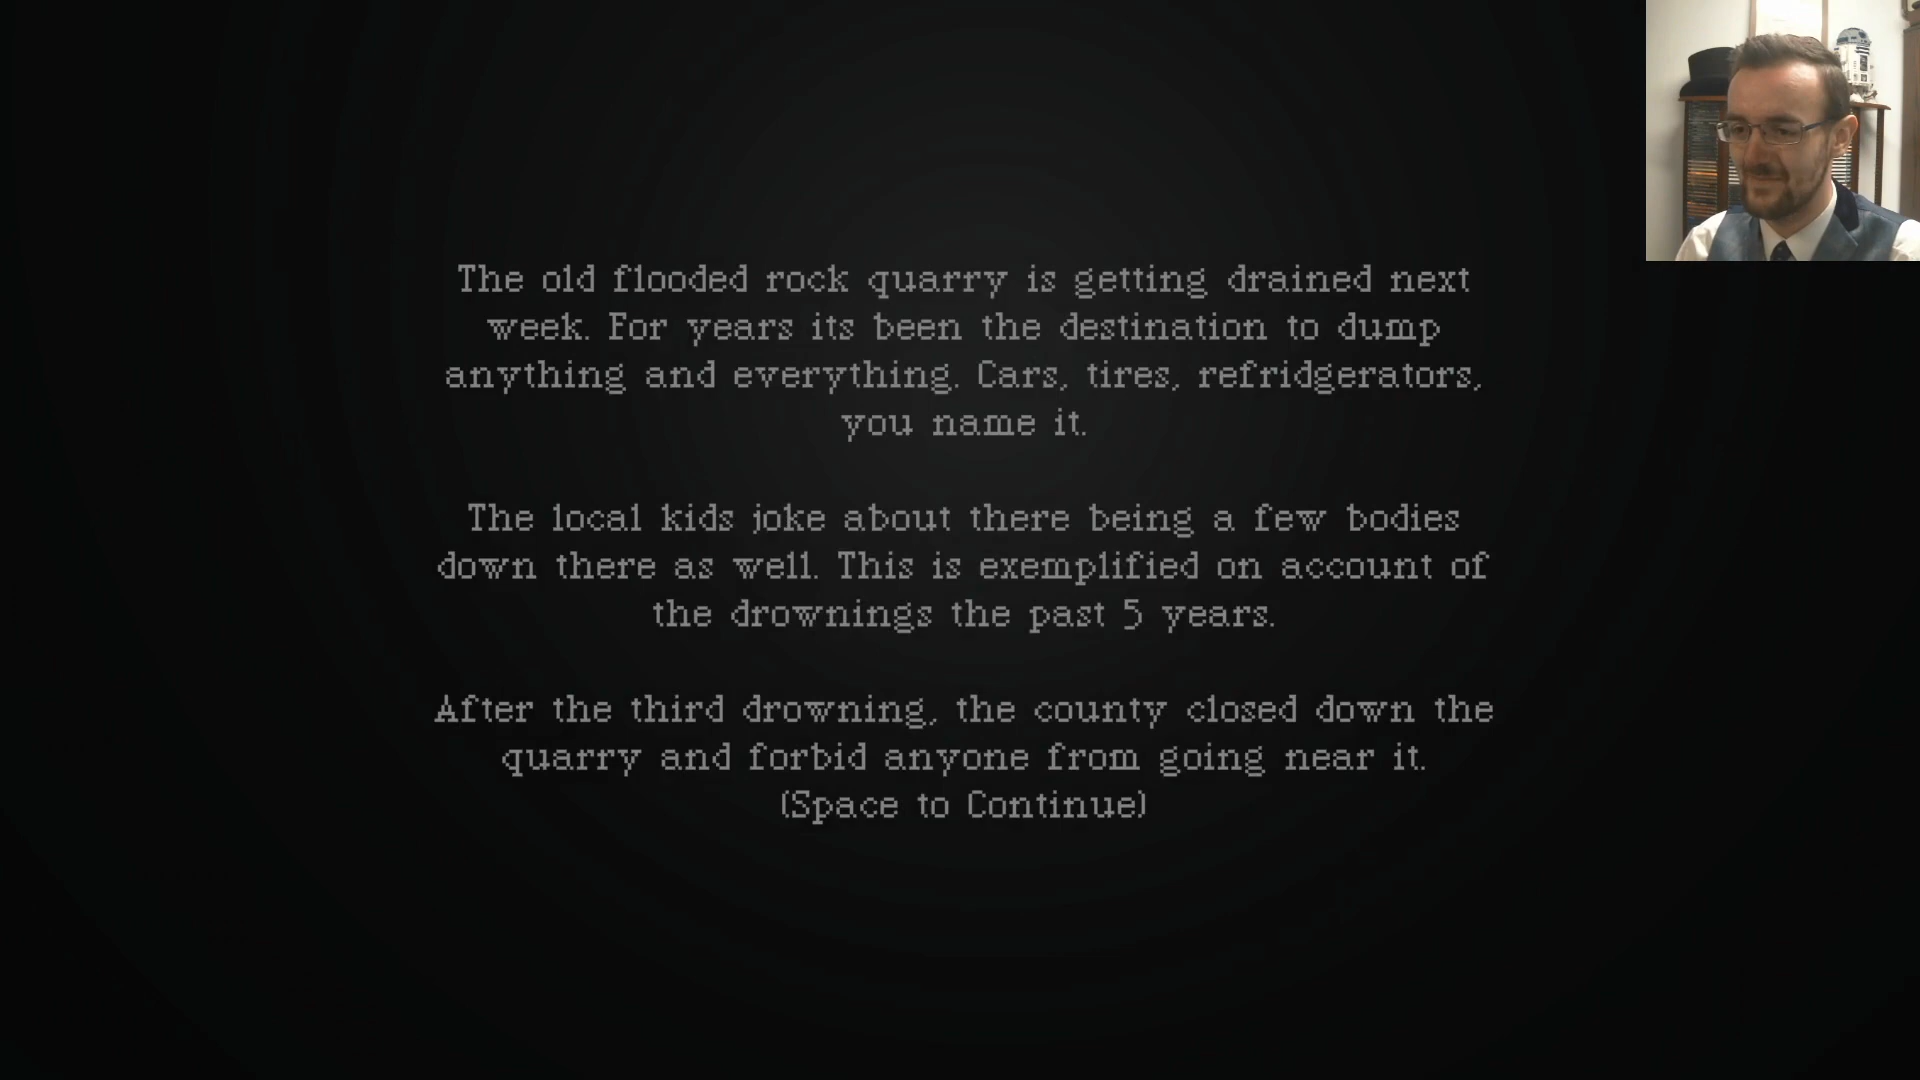 The old flooded rock quarry is getting drained next
week. For years its been the destination to dump
anything and everything. Cars, tires, refridgerators,
you name it.
The local kids joke about there being a few bodies
down there as well. This is exemplified on account of
the drownings the past 5 years.
After the third drowning, the county closed down the
quarry and forbid anyone from going near it.
(Space to Continue)